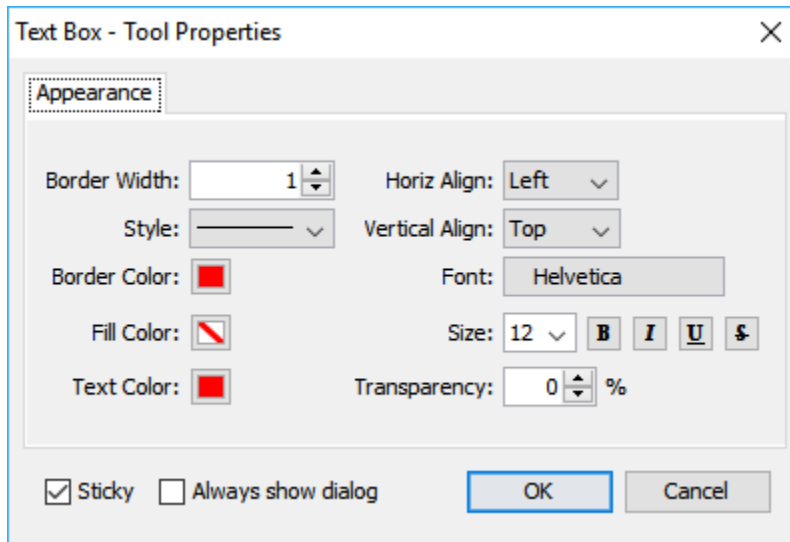 Text Box - Tool Properties
Appearance
Border Width: 1 Horiz Align: Left
Style: Vertical Align: Top
Border Color: Font: Helvetica
Fill Color: Size: 12 B I U S
Text Color: Transparency: 0 %
Sticky Always show dialog OK Cancel